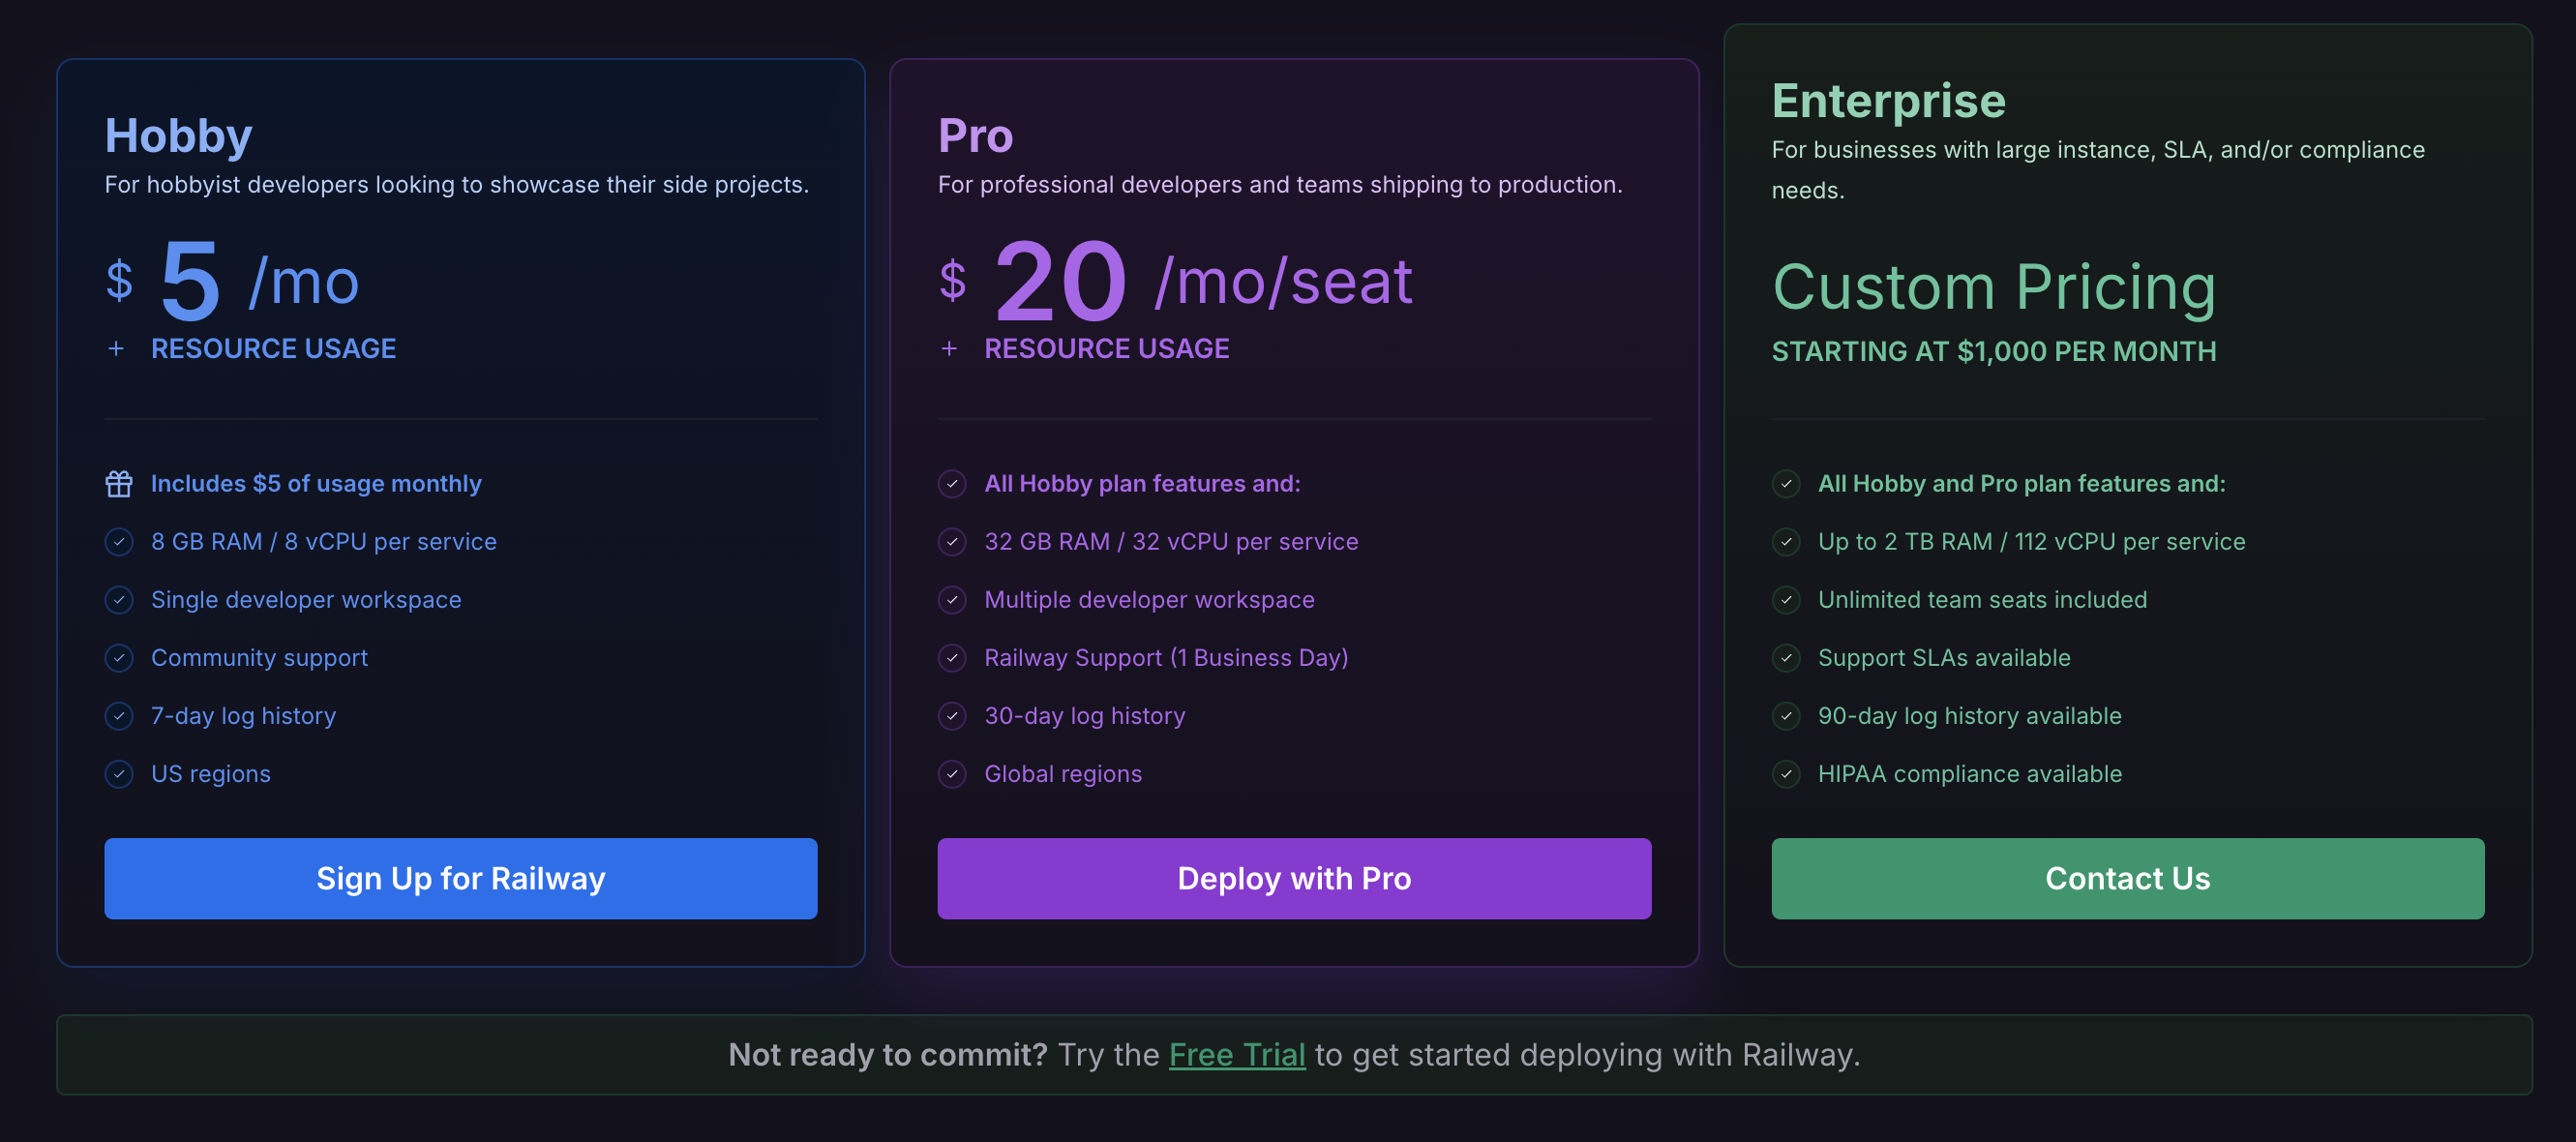 Hobby
For hobbyist developers looking to showcase their side projects.
$ 5 /mo
+ RESOURCE USAGE
Includes $5 of usage monthly
8 GB RAM / 8 vCPU per service
Single developer workspace
Community support
7-day log history
US regions
Sign Up for Railway
Pro
For professional developers and teams shipping to production.
$ 20 /mo/seat
+ RESOURCE USAGE
All Hobby plan features and:
32 GB RAM / 32 vCPU per service
Multiple developer workspace
Railway Support (1 Business Day)
30-day log history
Global regions
Deploy with Pro
Enterprise
For businesses with large instance, SLA, and/or compliance
needs.
Custom Pricing
STARTING AT $1,000 PER MONTH
All Hobby and Pro plan features and:
Up to 2 TB RAM / 112 vCPU per service
Unlimited team seats included
Support SLAs available
90-day log history available
HIPAA compliance available
Contact Us
Not ready to commit? Try the Free Trial to get started deploying with Railway.